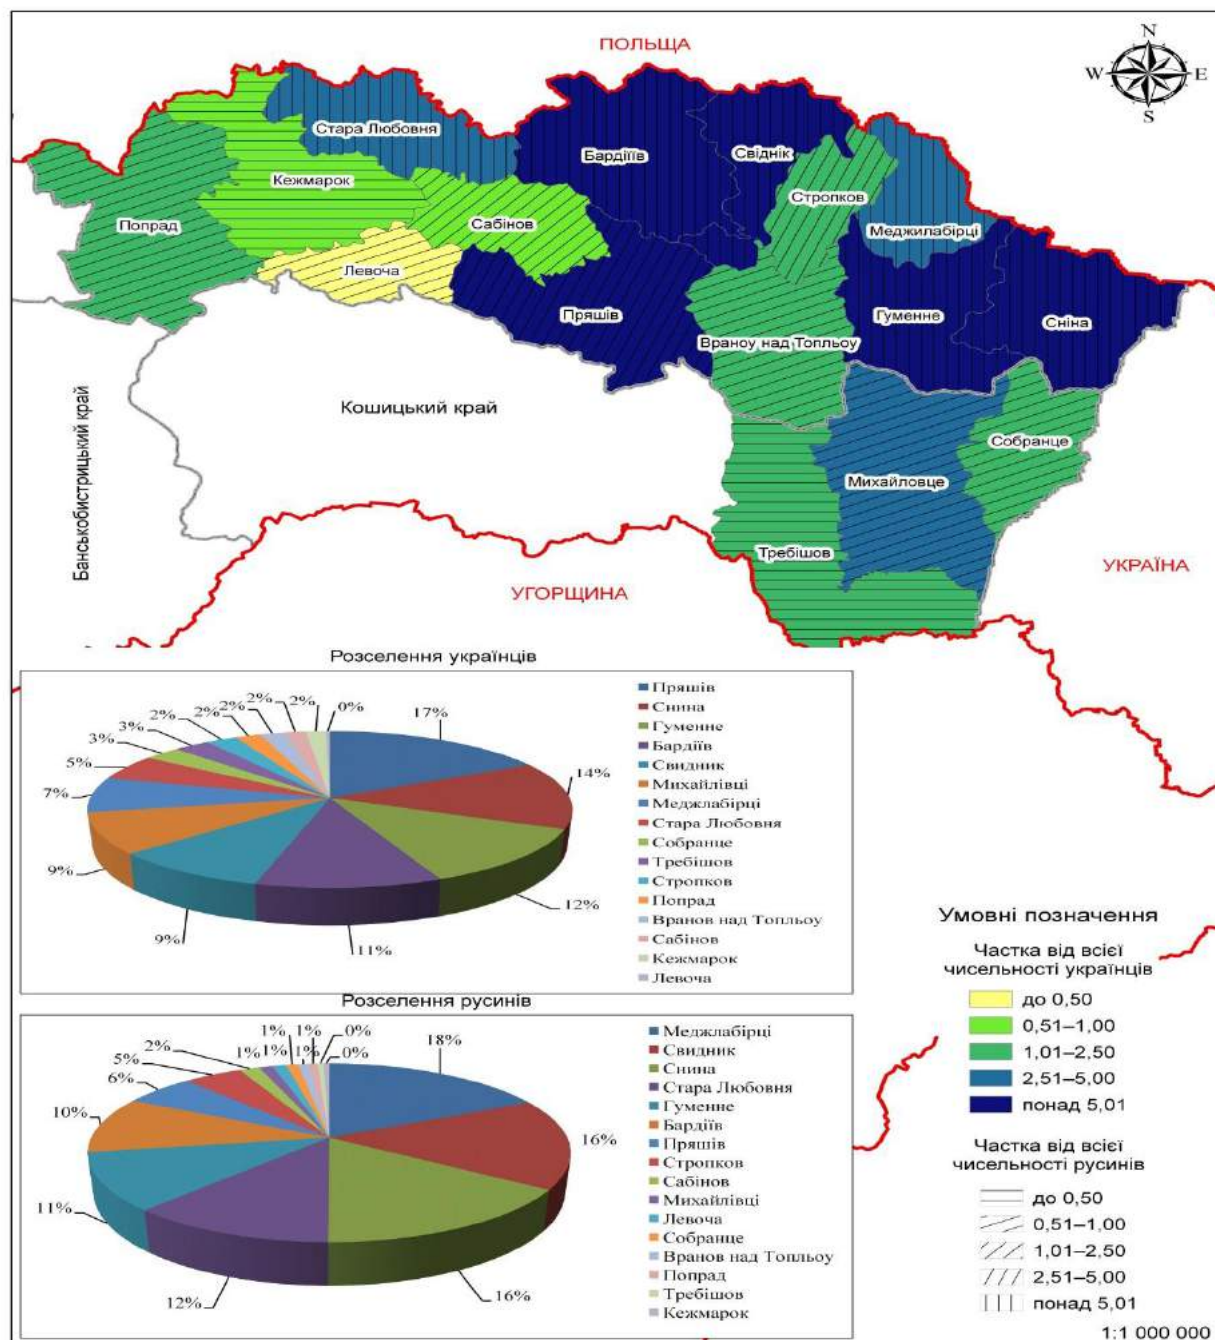 ПОЛЬЩА
N
W E
S
Стара Любовня
Бардіїв
Свіднік
Кежмарок
Стропков
Попрад
Сабінов
Меджилабірці
Левоча
Пряшів
Гуменне
Сніна
Враноу над Топльоу
Кошицький край
Банськобистрицький край
Собранце
Михайловце
Требішов
УГОРЩИНА
УКРАЇНА
Розселення українців
17%
14%
12%
11%
9%
9%
7%
5%
3%
3%
2%
2%
2%
2%
0%
Пряшів
Снина
Гуменне
Бардіїв
Свидник
Михайлівці
Меджлабірці
Стара Любовня
Собранце
Требішов
Стропков
Попрад
Вранов над Топльоу
Сабінов
Кежмарок
Левоча
Розселення русинів
18%
16%
16%
12%
11%
10%
6%
5%
2%
1%
1%
1%
1%
1%
0%
0%
Меджлабірці
Свидник
Снина
Стара Любовня
Гуменне
Бардіїв
Пряшів
Стропков
Сабінов
Михайлівці
Левоча
Собранце
Вранов над Топльоу
Попрад
Требішов
Кежмарок
Умовні позначення
Частка від всієї
чисельності українців
до 0,50
0,51–1,00
1,01–2,50
2,51–5,00
понад 5,01
Частка від всієї
чисельності русинів
до 0,50
0,51–1,00
1,01–2,50
2,51–5,00
понад 5,01
1:1 000 000